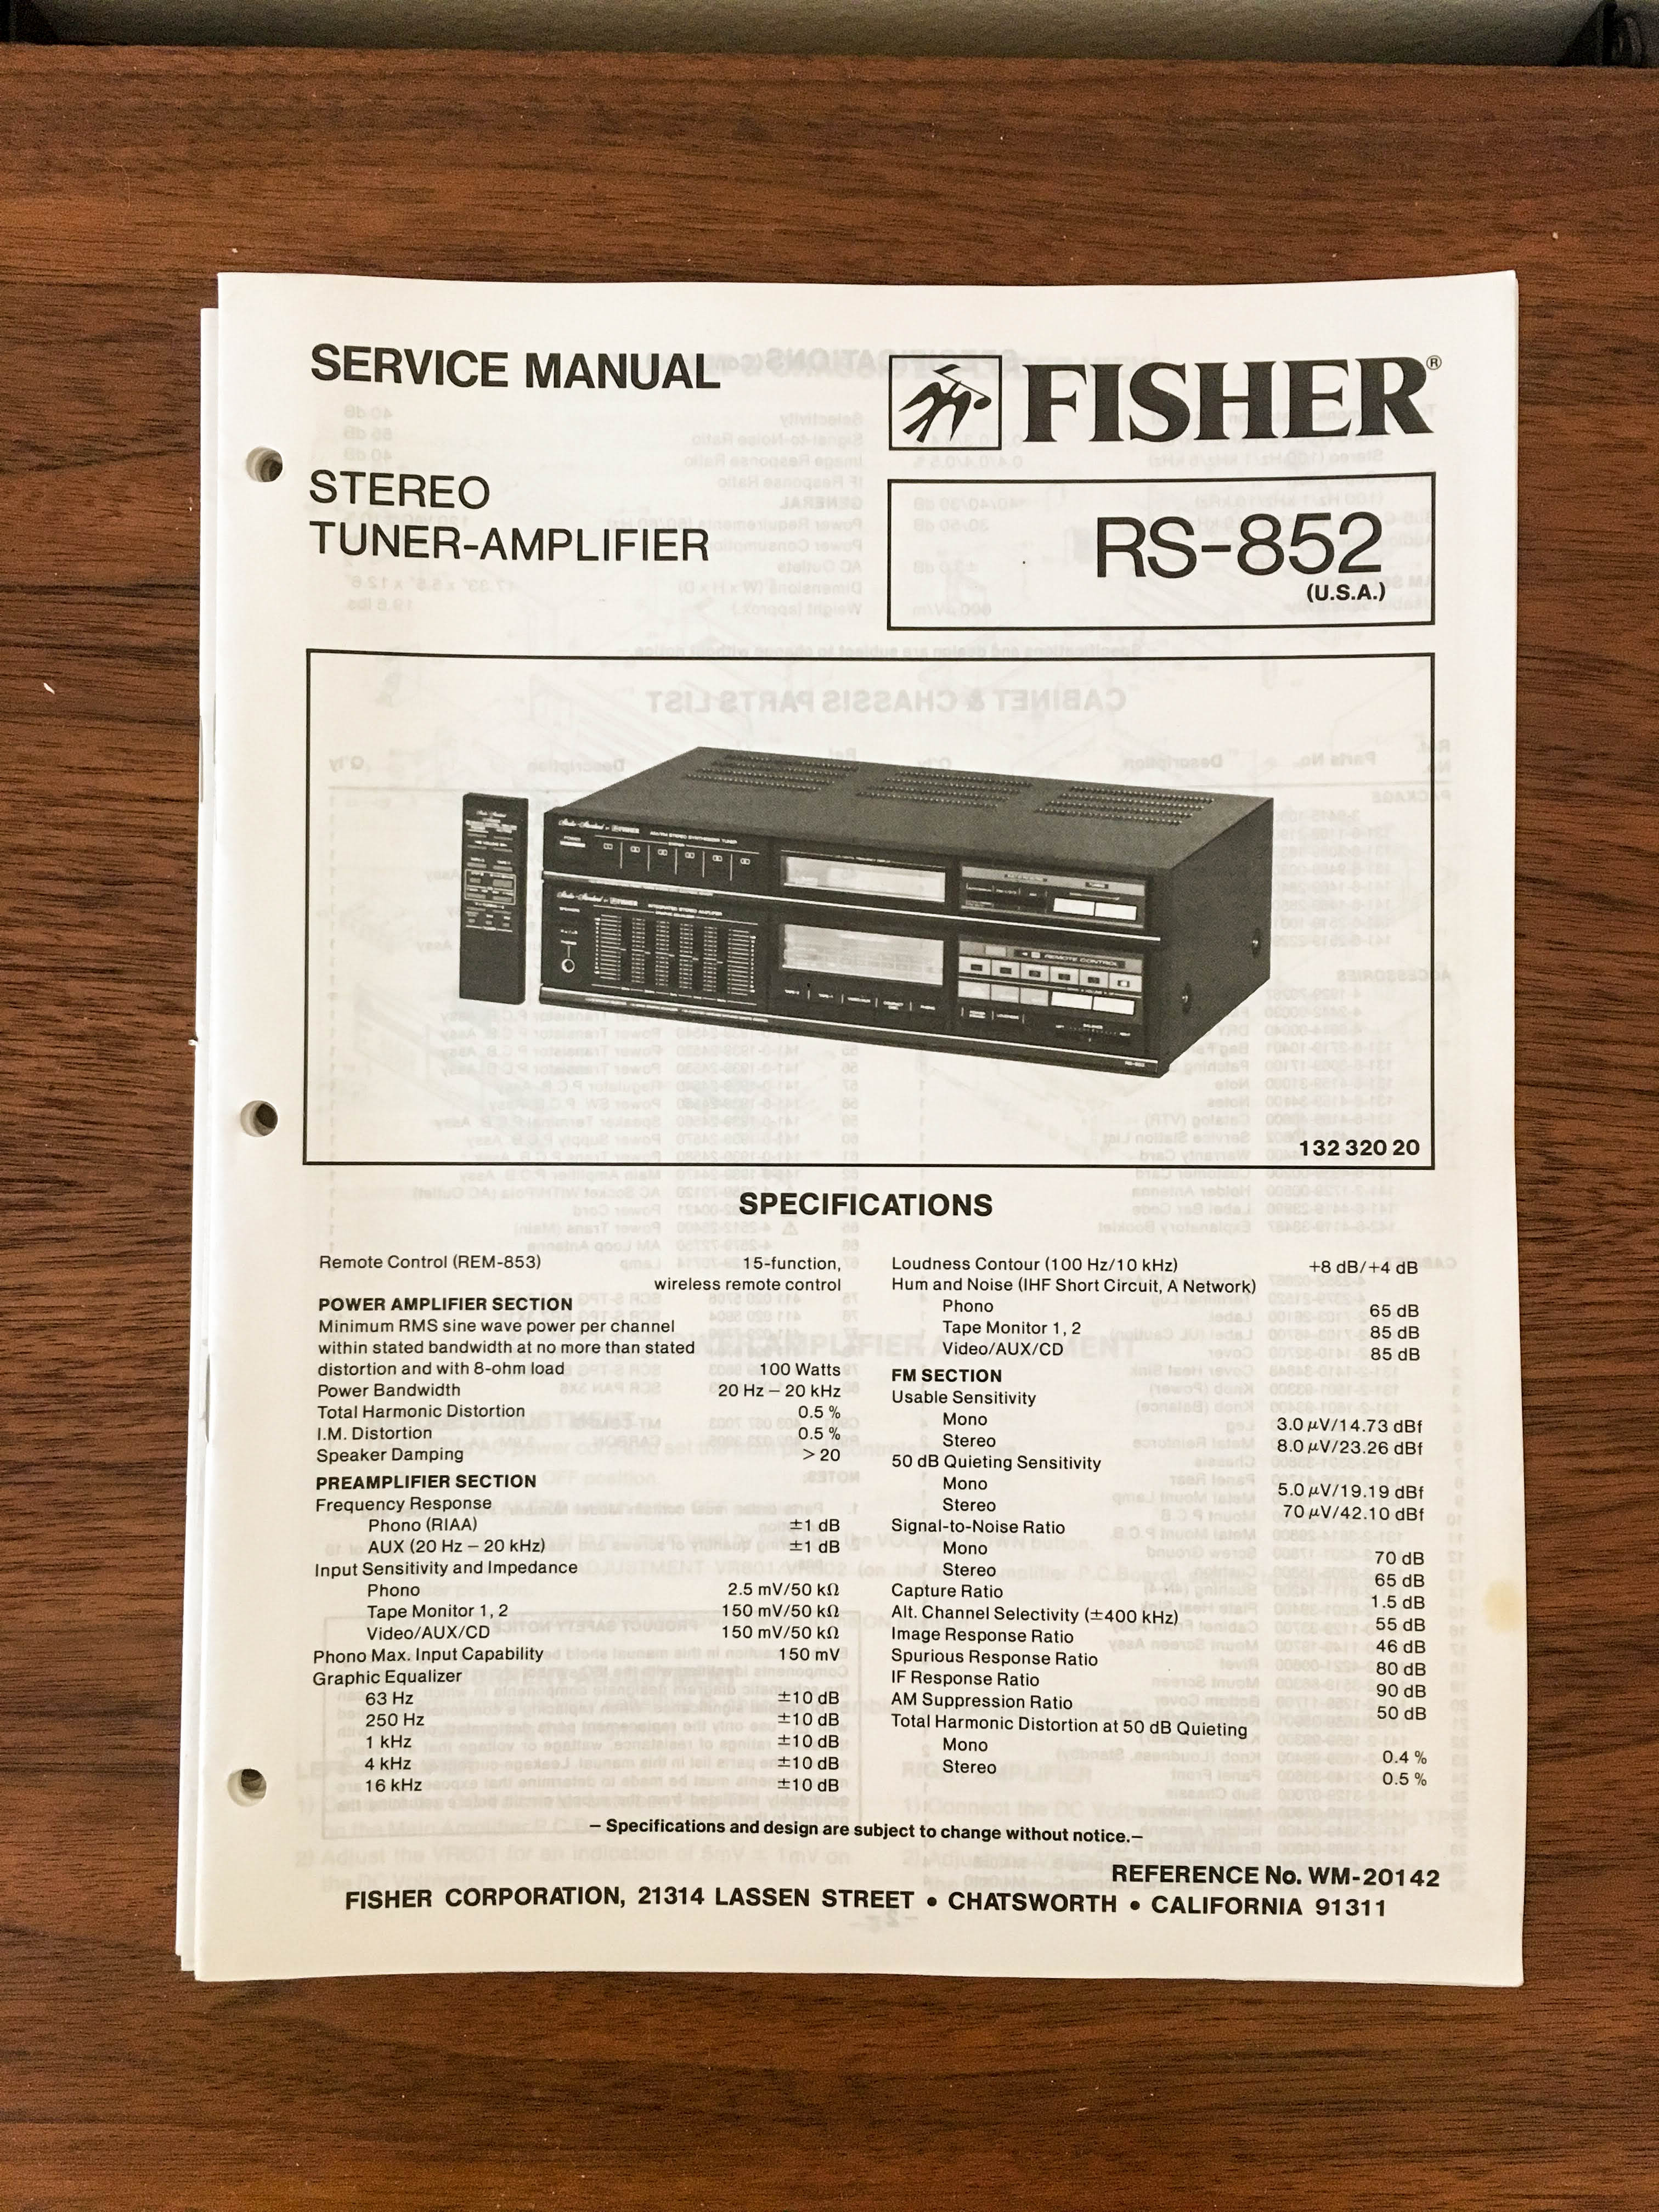 SERVICE MANUAL
FISHER®
STEREO
TUNER-AMPLIFIER
RS-852
(U.S.A.)
132 320 20
SPECIFICATIONS
Remote Control (REM-853) 15-function,
wireless remote control
POWER AMPLIFIER SECTION
Minimum RMS sine wave power per channel
within stated bandwidth at no more than stated
distortion and with 8-ohm load 100 Watts
Power Bandwidth 20 Hz – 20 kHz
Total Harmonic Distortion 0.5 %
I.M. Distortion 0.5 %
Speaker Damping > 20
PREAMPLIFIER SECTION
Frequency Response
Phono (RIAA) ±1 dB
AUX (20 Hz – 20 kHz) ±1 dB
Input Sensitivity and Impedance
Phono 2.5 mV/50 kΩ
Tape Monitor 1, 2 150 mV/50 kΩ
Video/AUX/CD 150 mV/50 kΩ
Phono Max. Input Capability 150 mV
Graphic Equalizer
63 Hz ±10 dB
250 Hz ±10 dB
1 kHz ±10 dB
4 kHz ±10 dB
16 kHz ±10 dB
Loudness Contour (100 Hz/10 kHz) +8 dB/+4 dB
Hum and Noise (IHF Short Circuit, A Network)
Phono 65 dB
Tape Monitor 1, 2 85 dB
Video/AUX/CD 85 dB
FM SECTION
Usable Sensitivity
Mono 3.0 μV/14.73 dBf
Stereo 8.0 μV/23.26 dBf
50 dB Quieting Sensitivity
Mono 5.0 μV/19.19 dBf
Stereo 70 μV/42.10 dBf
Signal-to-Noise Ratio
Mono 70 dB
Stereo 65 dB
Capture Ratio 1.5 dB
Alt. Channel Selectivity (±400 kHz) 55 dB
Image Response Ratio 46 dB
Spurious Response Ratio 80 dB
IF Response Ratio 90 dB
AM Suppression Ratio 50 dB
Total Harmonic Distortion at 50 dB Quieting
Mono 0.4 %
Stereo 0.5 %
– Specifications and design are subject to change without notice.–
REFERENCE No. WM-20142
FISHER CORPORATION, 21314 LASSEN STREET • CHATSWORTH • CALIFORNIA 91311